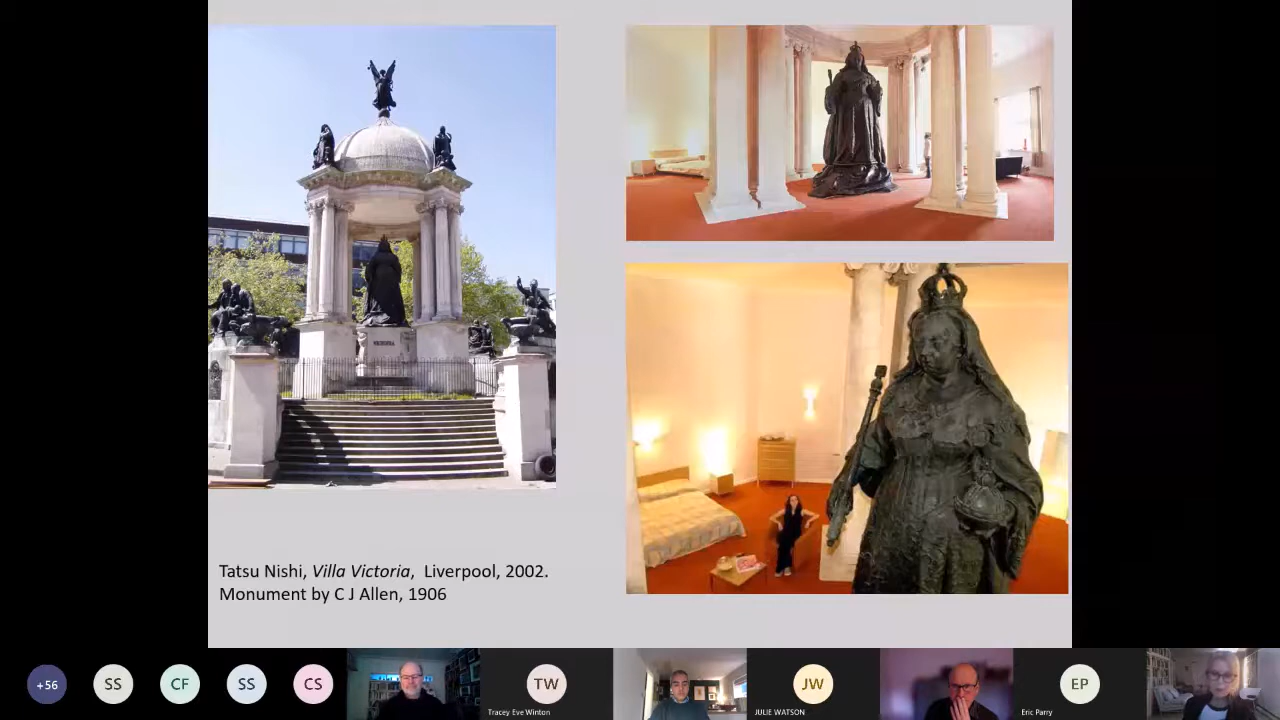 VICTORIA
Tatsu Nishi, Villa Victoria, Liverpool, 2002.
Monument by C J Allen, 1906
+56
SS
CF
SS
CS
TW
Tracey Eve Winton
JW
JULIE WATSON
EP
Eric Parry